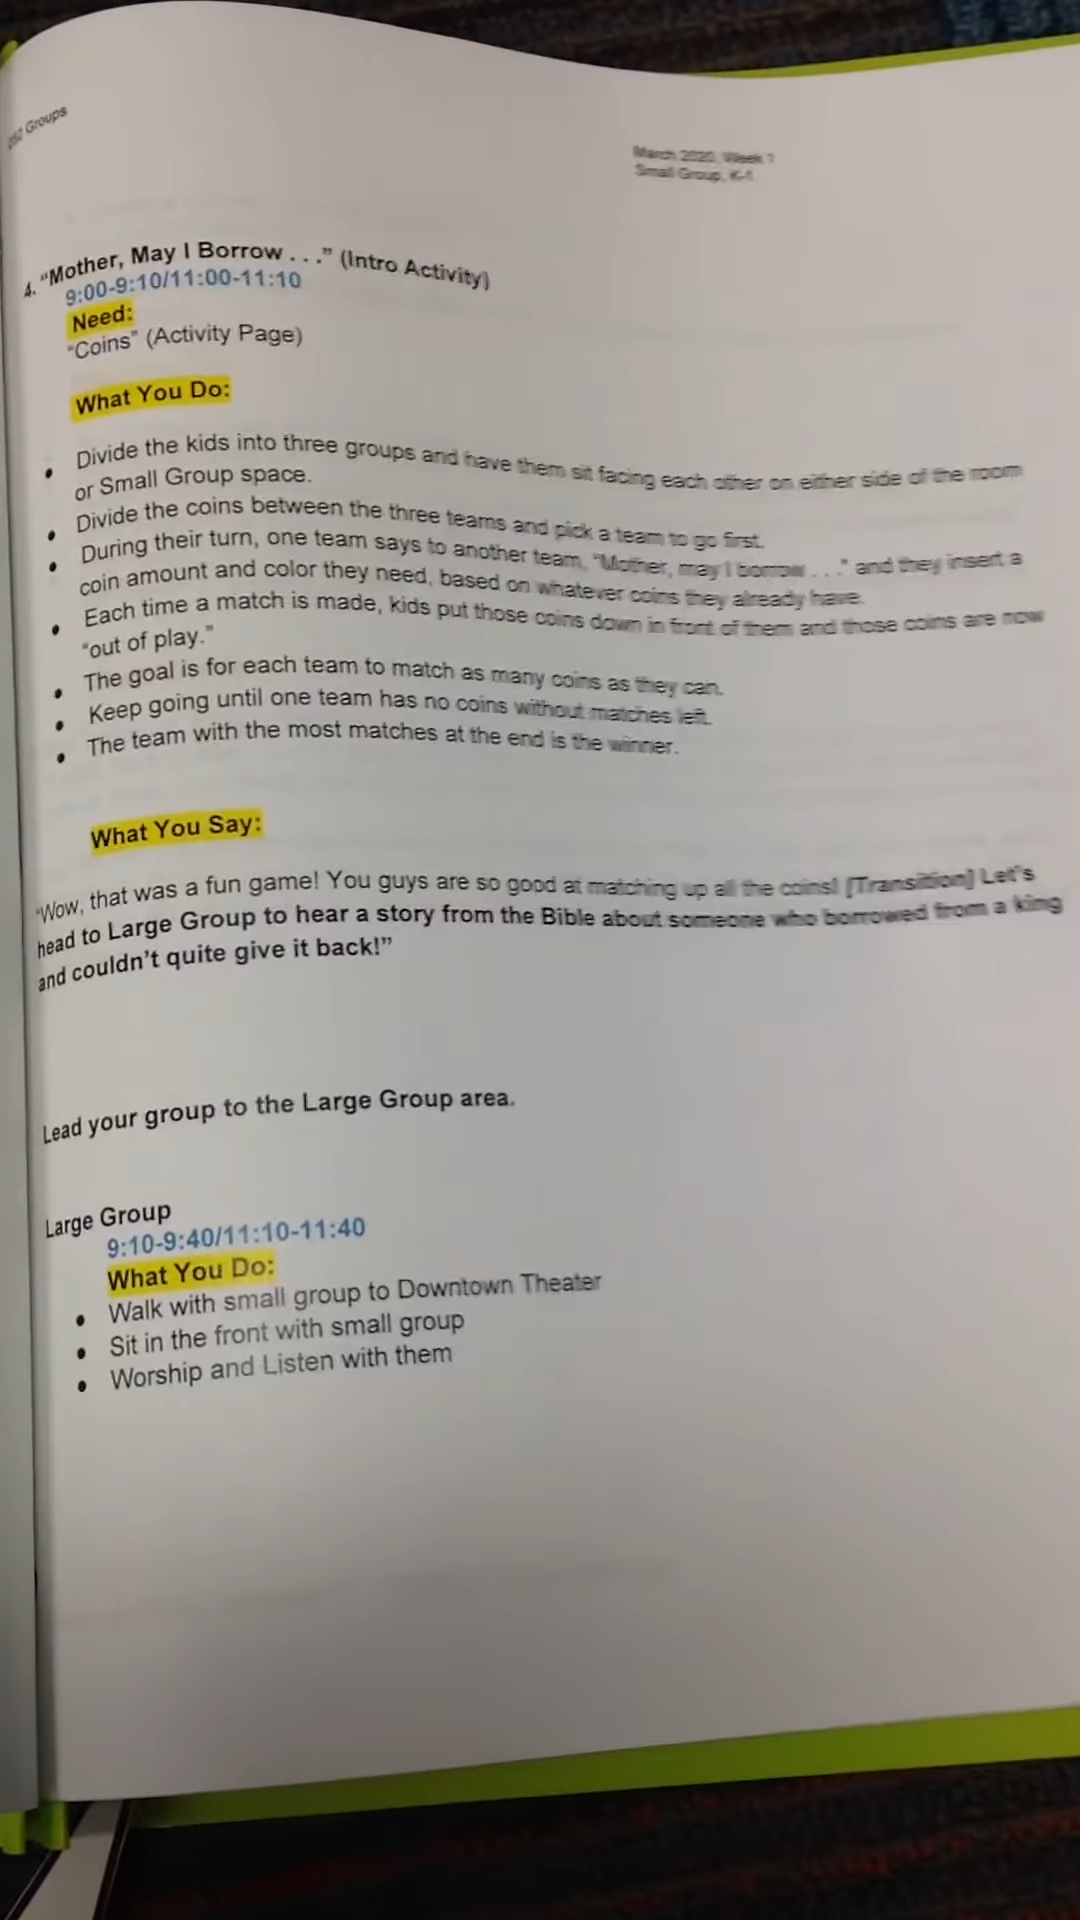 252 Groups
March 2020, Week 1
Small Group, K-1
4. “Mother, May I Borrow . . .” (Intro Activity)
9:00-9:10/11:00-11:10
Need:
“Coins” (Activity Page)
What You Do:
• Divide the kids into three groups and have them sit facing each other on either side of the room
or Small Group space.
• Divide the coins between the three teams and pick a team to go first.
• During their turn, one team says to another team, “Mother, may I borrow . . .” and they insert a
coin amount and color they need, based on whatever coins they already have.
• Each time a match is made, kids put those coins down in front of them and those coins are now
“out of play.”
• The goal is for each team to match as many coins as they can.
• Keep going until one team has no coins without matches left.
• The team with the most matches at the end is the winner.
What You Say:
“Wow, that was a fun game! You guys are so good at matching up all the coins! [Transition] Let’s
head to Large Group to hear a story from the Bible about someone who borrowed from a king
and couldn’t quite give it back!”
Lead your group to the Large Group area.
Large Group
9:10-9:40/11:10-11:40
What You Do:
• Walk with small group to Downtown Theater
• Sit in the front with small group
• Worship and Listen with them